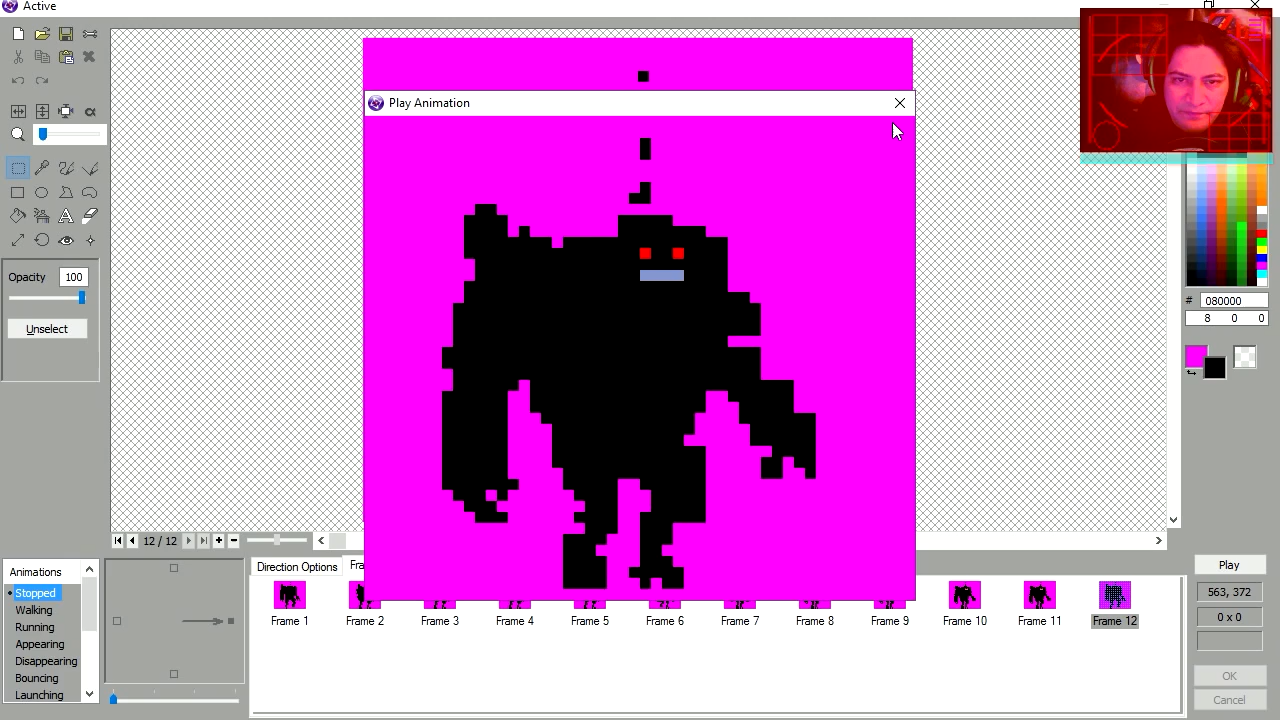 Active
Play Animation
Opacity 100
Unselect
# 080000
8 0 0
12 / 12
Animations
Stopped
Walking
Running
Appearing
Disappearing
Bouncing
Launching
Direction Options
Frame 1
Frame 2
Frame 3
Frame 4
Frame 5
Frame 6
Frame 7
Frame 8
Frame 9
Frame 10
Frame 11
Frame 12
Play
563, 372
0 x 0
OK
Cancel